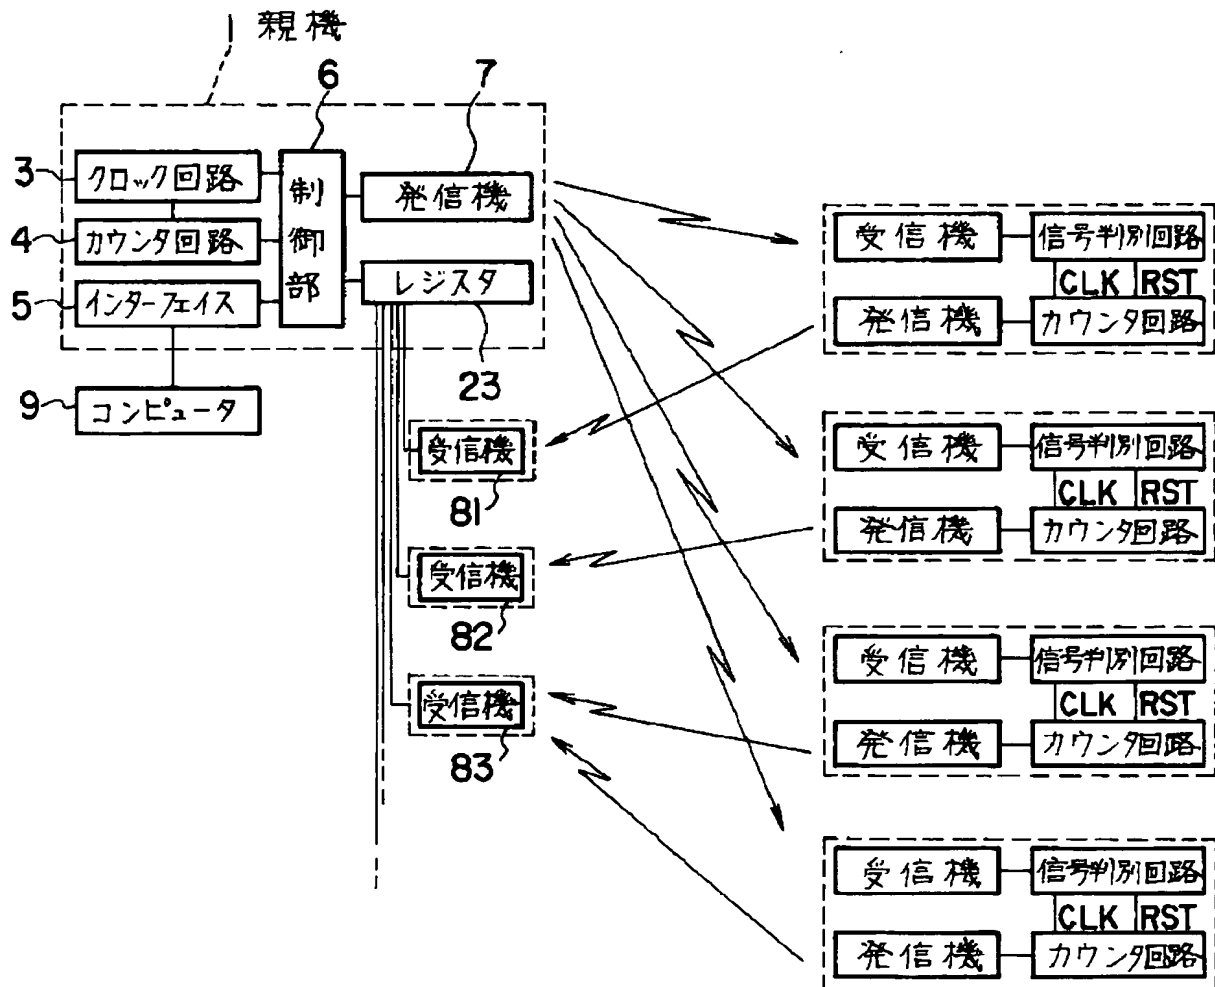 1 親機
6
7
3 クロック回路
制御部
発信機
4 カウンタ回路
レジスタ
5 インターフェイス
23
9 コンピュータ
受信機
81
受信機
82
受信機
83
受信機 信号判別回路
CLK RST
発信機 カウンタ回路
受信機 信号判別回路
CLK RST
発信機 カウンタ回路
受信機 信号判別回路
CLK RST
発信機 カウンタ回路
受信機 信号判別回路
CLK RST
発信機 カウンタ回路